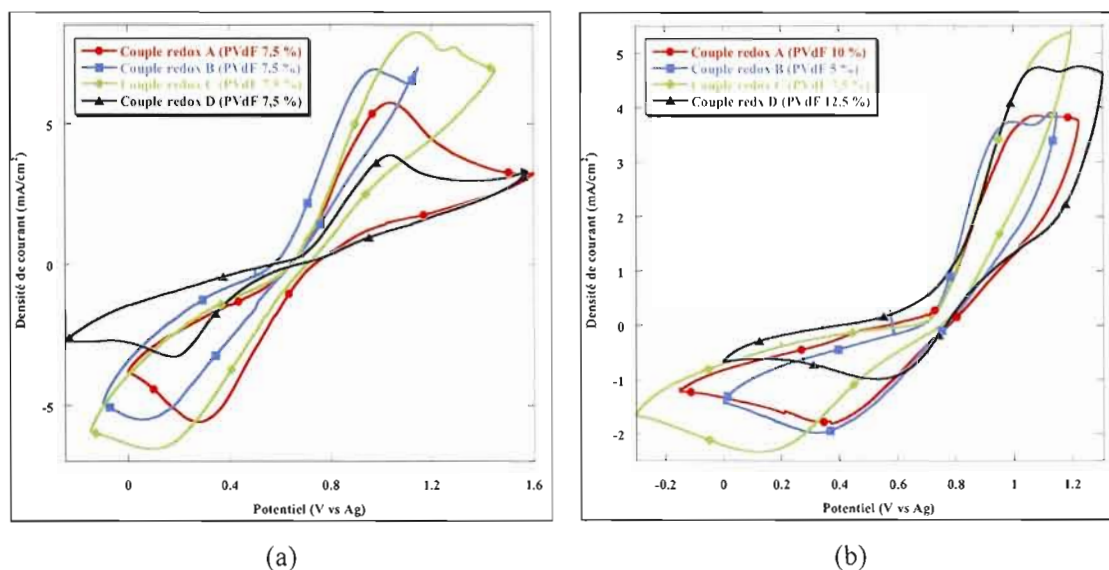 Couple redox A (PVdF 7,5 %)
Couple redox B (PVdF 7,5 %)
Couple redox C (PVdF 7,5 %)
Couple redox D (PVdF 7,5 %)
Densité de courant (mA/cm²)
5
0
-5
0 0.4 0.8 1.2 1.6
Potentiel (V vs Ag)
(a)
Couple redox A (PVdF 10 %)
Couple redox B (PVdF 5 %)
Couple redox C (PVdF 7,5 %)
Couple redx D (PVdF 12.5 %)
Densité de courant (mA/cm²)
5
4
3
2
1
0
-1
-2
-0.2 0 0.2 0.4 0.6 0.8 1 1.2
Potentiel (V vs Ag)
(b)